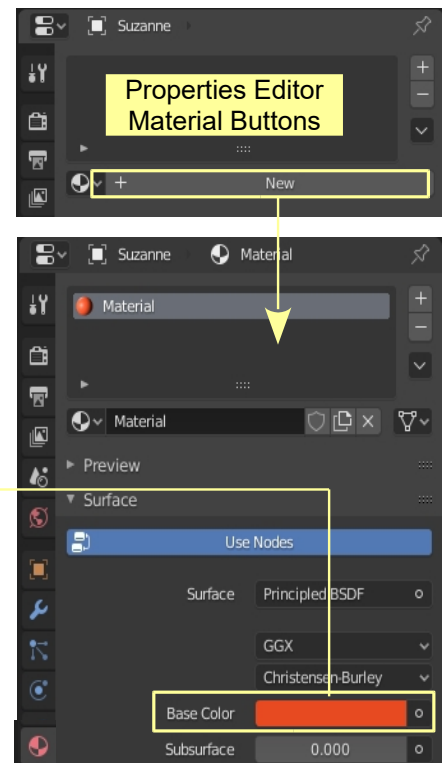 Suzanne
Properties Editor
Material Buttons
New
Suzanne Material
Material
Material
Preview
Surface
Use Nodes
Surface Principled BSDF
GGX
Christensen-Burley
Base Color
Subsurface 0.000